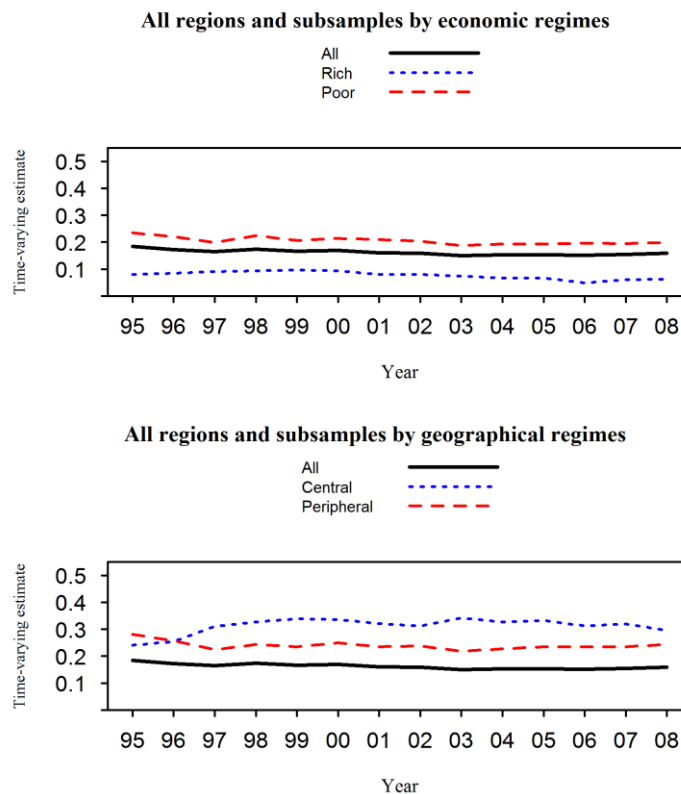 All regions and subsamples by economic regimes
All
Rich
Poor
Time-varying estimate
0.5
0.4
0.3
0.2
0.1
95 96 97 98 99 00 01 02 03 04 05 06 07 08
Year
All regions and subsamples by geographical regimes
All
Central
Peripheral
Time-varying estimate
0.5
0.4
0.3
0.2
0.1
95 96 97 98 99 00 01 02 03 04 05 06 07 08
Year